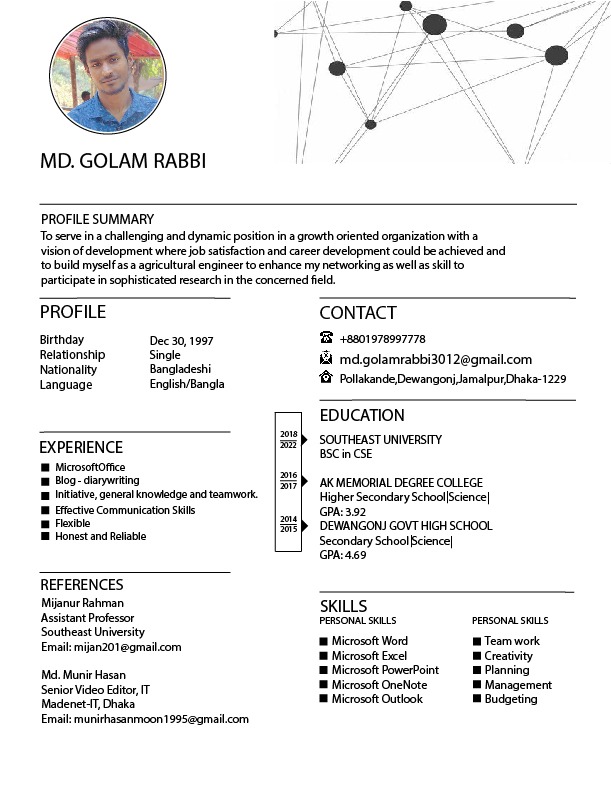 MD. GOLAM RABBI
PROFILE SUMMARY
To serve in a challenging and dynamic position in a growth oriented organization with a
vision of development where job satisfaction and career development could be achieved and
to build myself as a agricultural engineer to enhance my networking as well as skill to
participate in sophisticated research in the concerned field.
PROFILE
Birthday Dec 30, 1997
Relationship Single
Nationality Bangladeshi
Language English/Bangla
EXPERIENCE
MicrosoftOffice
Blog - diarywriting
Initiative, general knowledge and teamwork.
Effective Communication Skills
Flexible
Honest and Reliable
REFERENCES
Mijanur Rahman
Assistant Professor
Southeast University
Email: mijan201@gmail.com
Md. Munir Hasan
Senior Video Editor, IT
Madenet-IT, Dhaka
Email: munirhasanmoon1995@gmail.com
CONTACT
+8801978997778
md.golamrabbi3012@gmail.com
Pollakande,Dewangonj,Jamalpur,Dhaka-1229
EDUCATION
2018
2022
SOUTHEAST UNIVERSITY
BSC in CSE
2016
2017
AK MEMORIAL DEGREE COLLEGE
Higher Secondary School|Science|
GPA: 3.92
2014
2015
DEWANGONJ GOVT HIGH SCHOOL
Secondary School|Science|
GPA: 4.69
SKILLS
PERSONAL SKILLS
Microsoft Word
Microsoft Excel
Microsoft PowerPoint
Microsoft OneNote
Microsoft Outlook
PERSONAL SKILLS
Team work
Creativity
Planning
Management
Budgeting